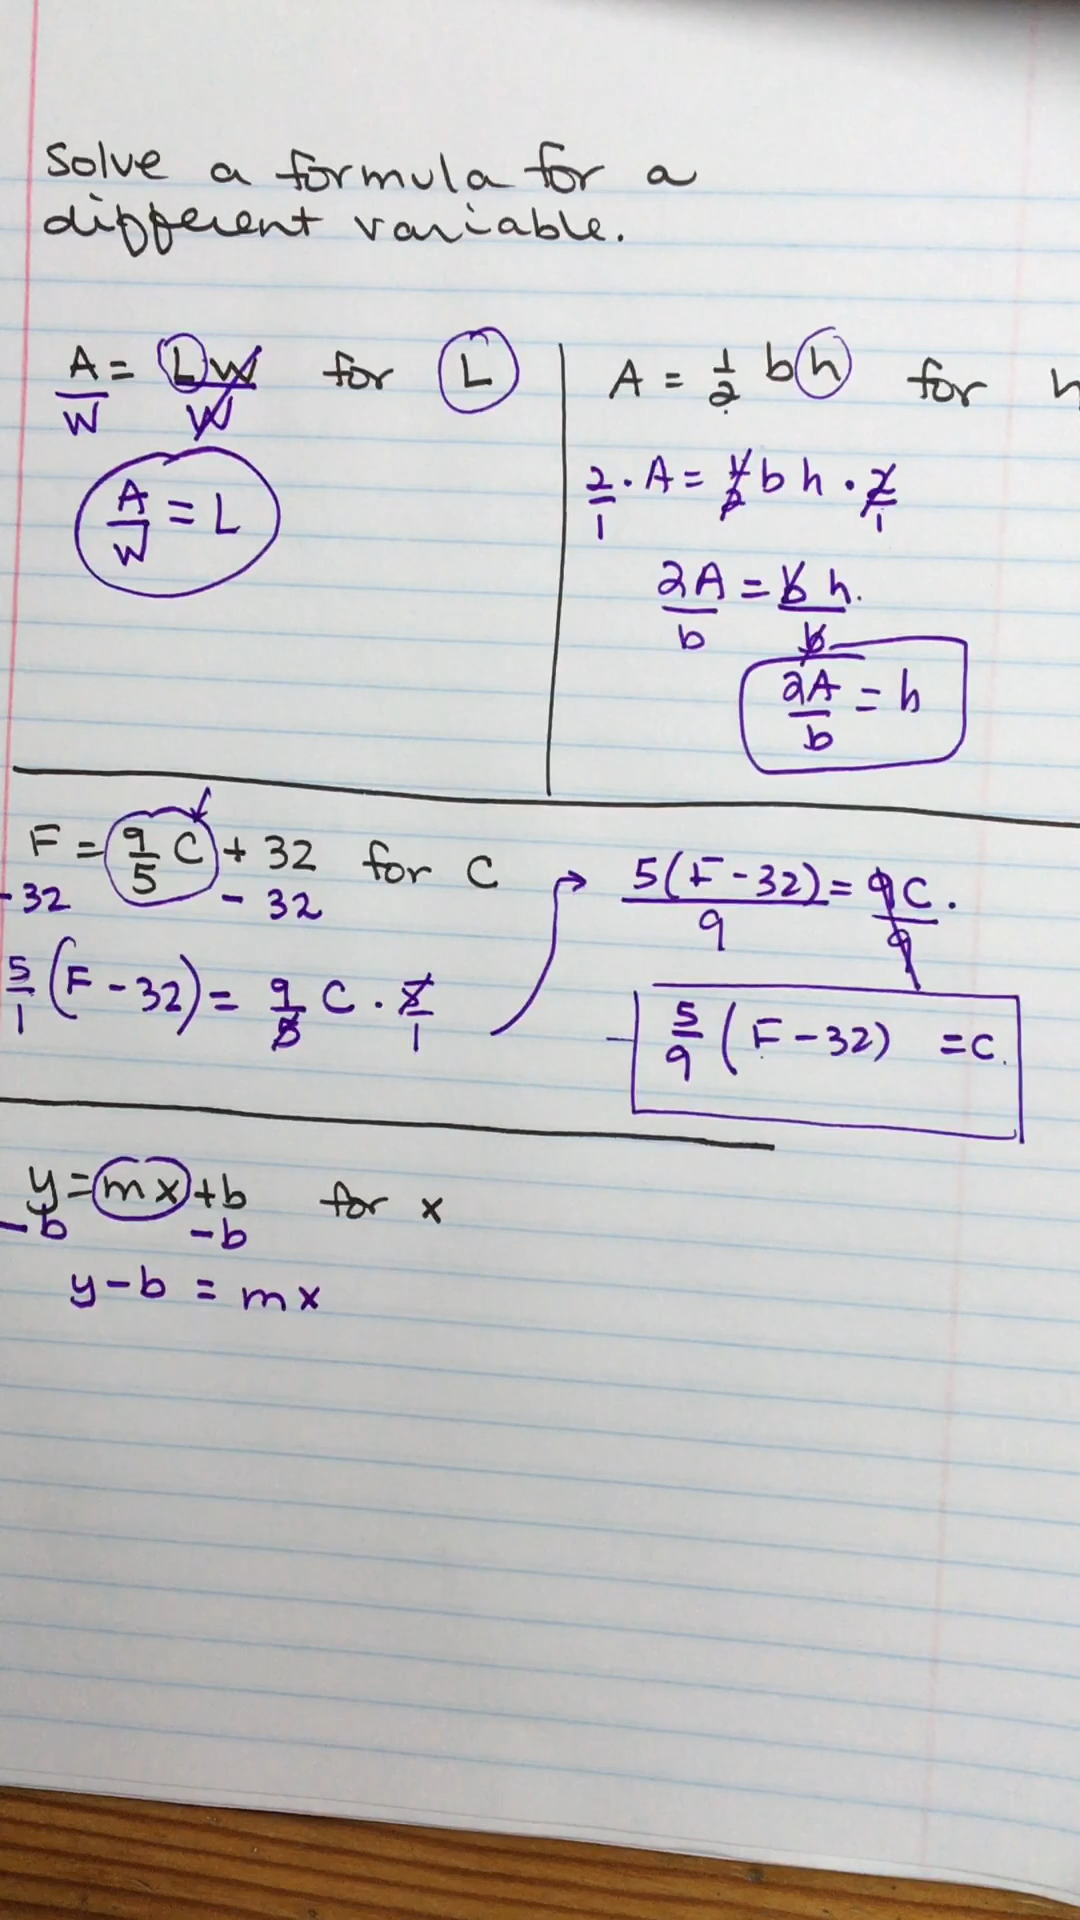 Solve a formula for a
different variable.
A/W = LW/W for L
A/W = L
A = 1/2 bh for h
2/1 · A = 1/2 b h · 2/1
2A/b = b h/b
2A/b = h
F = 9/5 C + 32 for C
-32 - 32
5/1 (F - 32) = 9/5 C · 5/1
5(F - 32)/9 = 9C/9
5/9 (F - 32) = C
y = mx + b for x
-b -b
y - b = mx